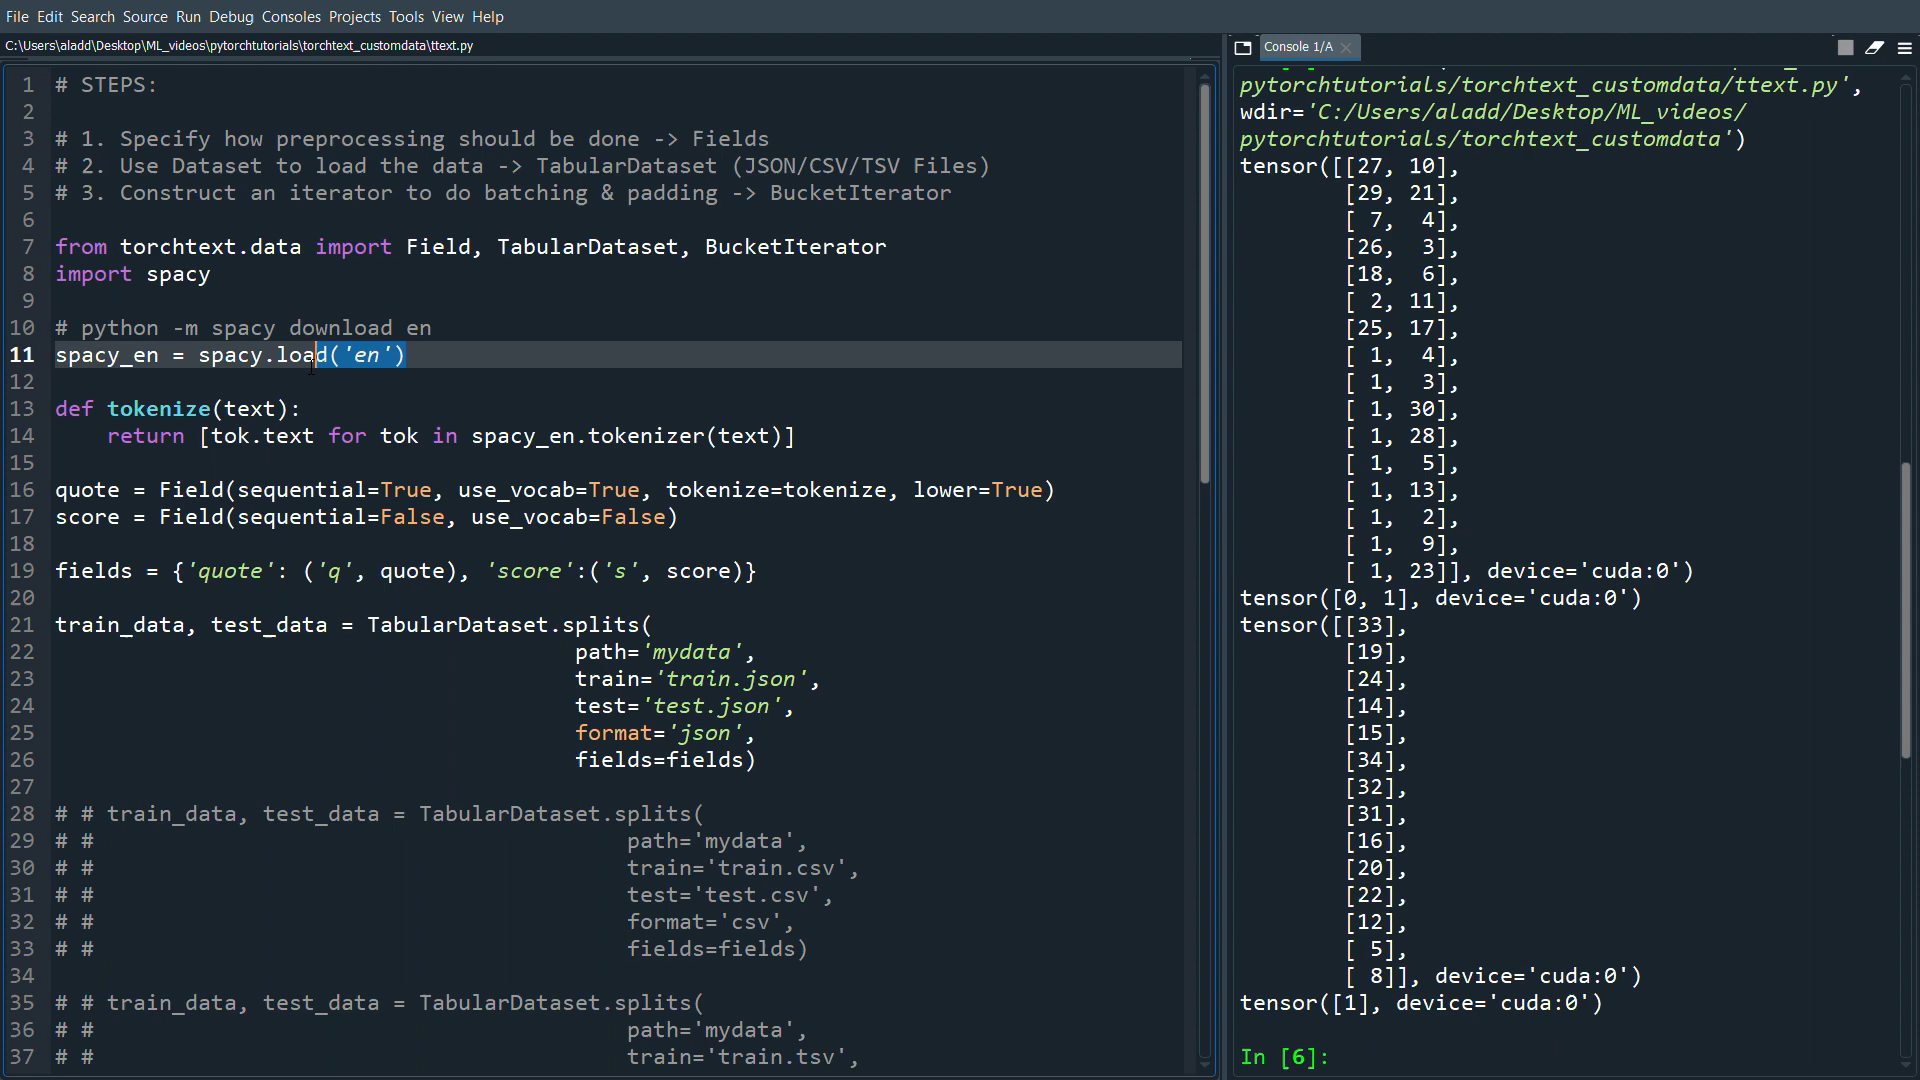 File Edit Search Source Run Debug Consoles Projects Tools View Help
C:\Users\aladd\Desktop\ML_videos\pytorchtutorials\torchtext_customdata\ttext.py
1 # STEPS:
2
3 # 1. Specify how preprocessing should be done -> Fields
4 # 2. Use Dataset to load the data -> TabularDataset (JSON/CSV/TSV Files)
5 # 3. Construct an iterator to do batching & padding -> BucketIterator
6
7 from torchtext.data import Field, TabularDataset, BucketIterator
8 import spacy
9
10 # python -m spacy download en
11 spacy_en = spacy.load('en')
12
13 def tokenize(text):
14     return [tok.text for tok in spacy_en.tokenizer(text)]
15
16 quote = Field(sequential=True, use_vocab=True, tokenize=tokenize, lower=True)
17 score = Field(sequential=False, use_vocab=False)
18
19 fields = {'quote': ('q', quote), 'score':('s', score)}
20
21 train_data, test_data = TabularDataset.splits(
22                                         path='mydata',
23                                         train='train.json',
24                                         test='test.json',
25                                         format='json',
26                                         fields=fields)
27
28 # # train_data, test_data = TabularDataset.splits(
29 # #                                         path='mydata',
30 # #                                         train='train.csv',
31 # #                                         test='test.csv',
32 # #                                         format='csv',
33 # #                                         fields=fields)
34
35 # # train_data, test_data = TabularDataset.splits(
36 # #                                         path='mydata',
37 # #                                         train='train.tsv',
Console 1/A
pytorchtutorials/torchtext_customdata/ttext.py',
wdir='C:/Users/aladd/Desktop/ML_videos/
pytorchtutorials/torchtext_customdata')
tensor([[27, 10],
        [29, 21],
        [ 7,  4],
        [26,  3],
        [18,  6],
        [ 2, 11],
        [25, 17],
        [ 1,  4],
        [ 1,  3],
        [ 1, 30],
        [ 1, 28],
        [ 1,  5],
        [ 1, 13],
        [ 1,  2],
        [ 1,  9],
        [ 1, 23]], device='cuda:0')
tensor([0, 1], device='cuda:0')
tensor([[33],
        [19],
        [24],
        [14],
        [15],
        [34],
        [32],
        [31],
        [16],
        [20],
        [22],
        [12],
        [ 5],
        [ 8]], device='cuda:0')
tensor([1], device='cuda:0')
In [6]: